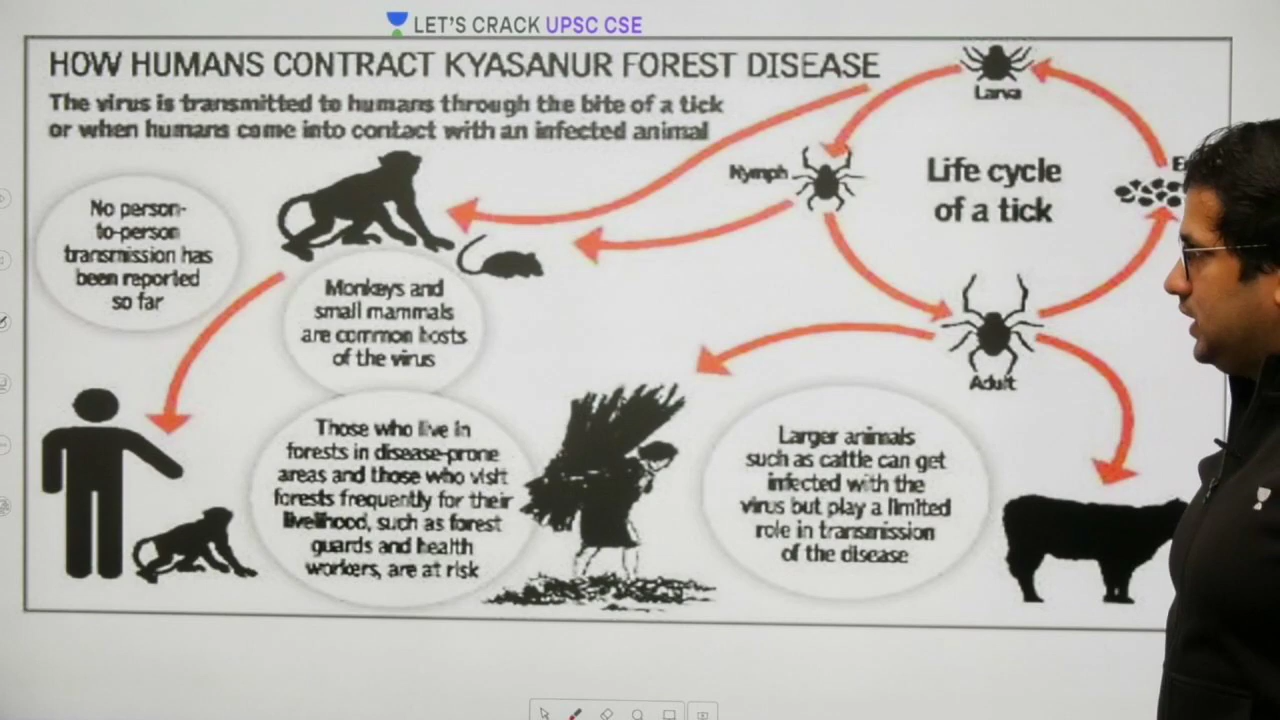 LET'S CRACK UPSC CSE
HOW HUMANS CONTRACT KYASANUR FOREST DISEASE
The virus is transmitted to humans through the bite of a tick
or when humans come into contact with an infected animal
Larva
Nymph
Life cycle
of a tick
Adult
No person-
to-person
transmission has
been reported
so far
Monkeys and
small mammals
are common hosts
of the virus
Those who live in
forests in disease-prone
areas and those who visit
forests frequently for their
livelihood, such as forest
guards and health
workers, are at risk
Larger animals
such as cattle can get
infected with the
virus but play a limited
role in transmission
of the disease